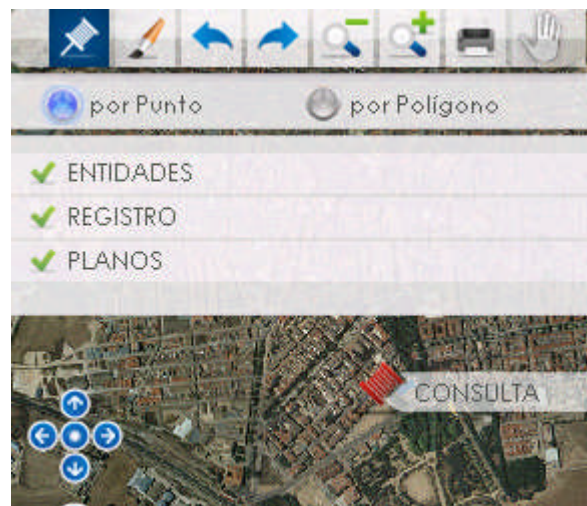 por Punto por Polígono
ENTIDADES
REGISTRO
PLANOS
CONSULTA